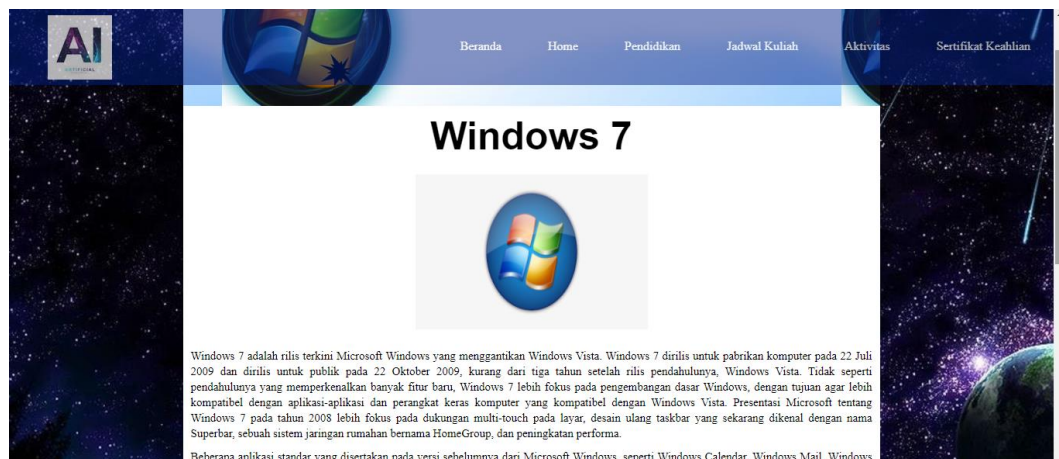 AI
ARTIFICIAL
Beranda Home Pendidikan Jadwal Kuliah Aktivitas Sertifikat Keahlian
Windows 7
Windows 7 adalah rilis terkini Microsoft Windows yang menggantikan Windows Vista. Windows 7 dirilis untuk pabrikan komputer pada 22 Juli
2009 dan dirilis untuk publik pada 22 Oktober 2009, kurang dari tiga tahun setelah rilis pendahulunya, Windows Vista. Tidak seperti
pendahulunya yang memperkenalkan banyak fitur baru, Windows 7 lebih fokus pada pengembangan dasar Windows, dengan tujuan agar lebih
kompatibel dengan aplikasi-aplikasi dan perangkat keras komputer yang kompatibel dengan Windows Vista. Presentasi Microsoft tentang
Windows 7 pada tahun 2008 lebih fokus pada dukungan multi-touch pada layar, desain ulang taskbar yang sekarang dikenal dengan nama
Superbar, sebuah sistem jaringan rumahan bernama HomeGroup, dan peningkatan performa.
Beberapa aplikasi standar yang disertakan pada versi sebelumnya dari Microsoft Windows, seperti Windows Calendar, Windows Mail, Windows